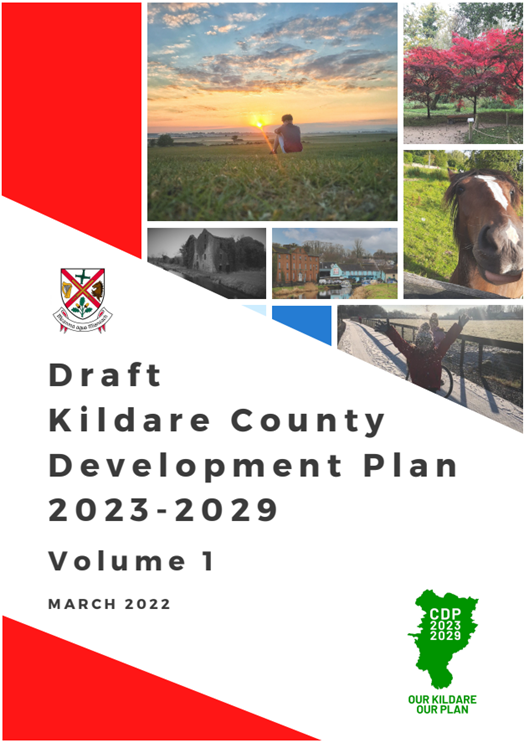 Draft
Kildare County
Development Plan
2023-2029
Volume 1
MARCH 2022
CDP
2023
2029
OUR KILDARE
OUR PLAN